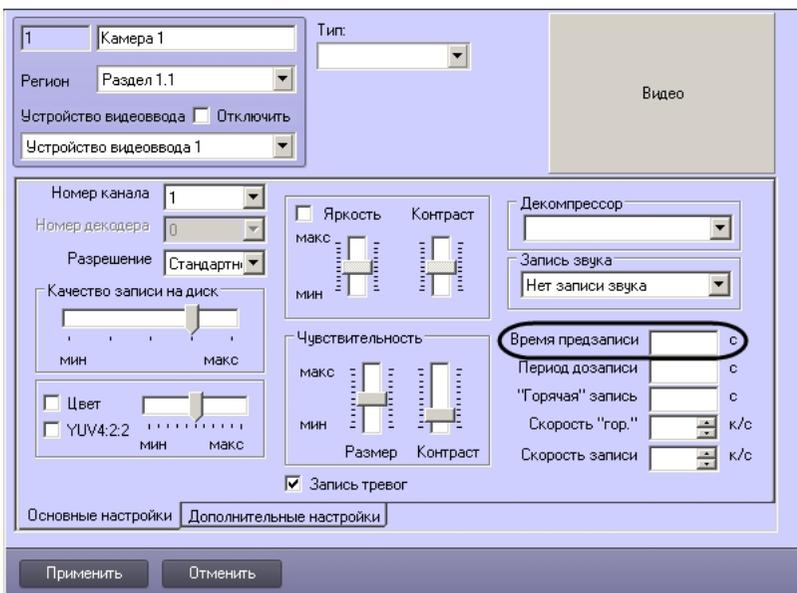 1 Камера 1
Тип:
Регион Раздел 1.1
Устройство видеоввода Отключить
Устройство видеоввода 1
Видео
Номер канала 1
Номер декодера 0
Разрешение Стандартн
Качество записи на диск
мин макс
Цвет
YUV4:2:2
мин макс
Яркость Контраст
макс
мин
Чувствительность
макс
мин
Размер Контраст
Запись тревог
Декомпрессор
Запись звука
Нет записи звука
Время предзаписи с
Период дозаписи с
"Горячая" запись с
Скорость "гор." к/с
Скорость записи к/с
Основные настройки Дополнительные настройки
Применить Отменить